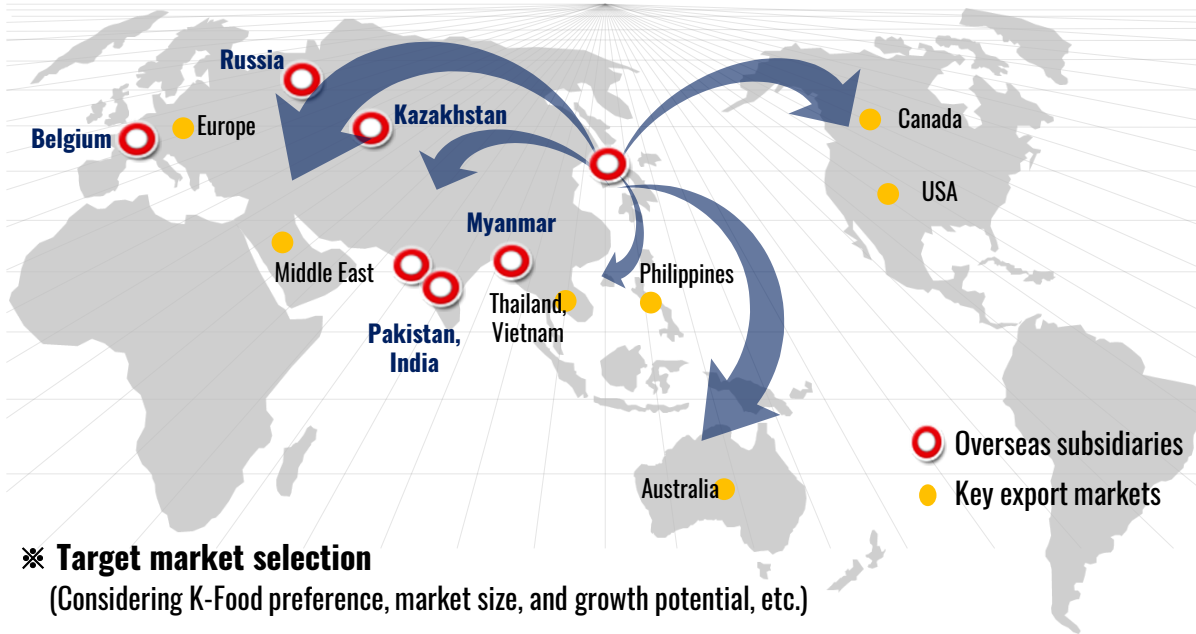 Russia
Kazakhstan
Belgium
Europe
Canada
USA
Myanmar
Middle East
Philippines
Thailand,
Vietnam
Pakistan,
India
Overseas subsidiaries
Australia
Key export markets
※ Target market selection
(Considering K-Food preference, market size, and growth potential, etc.)